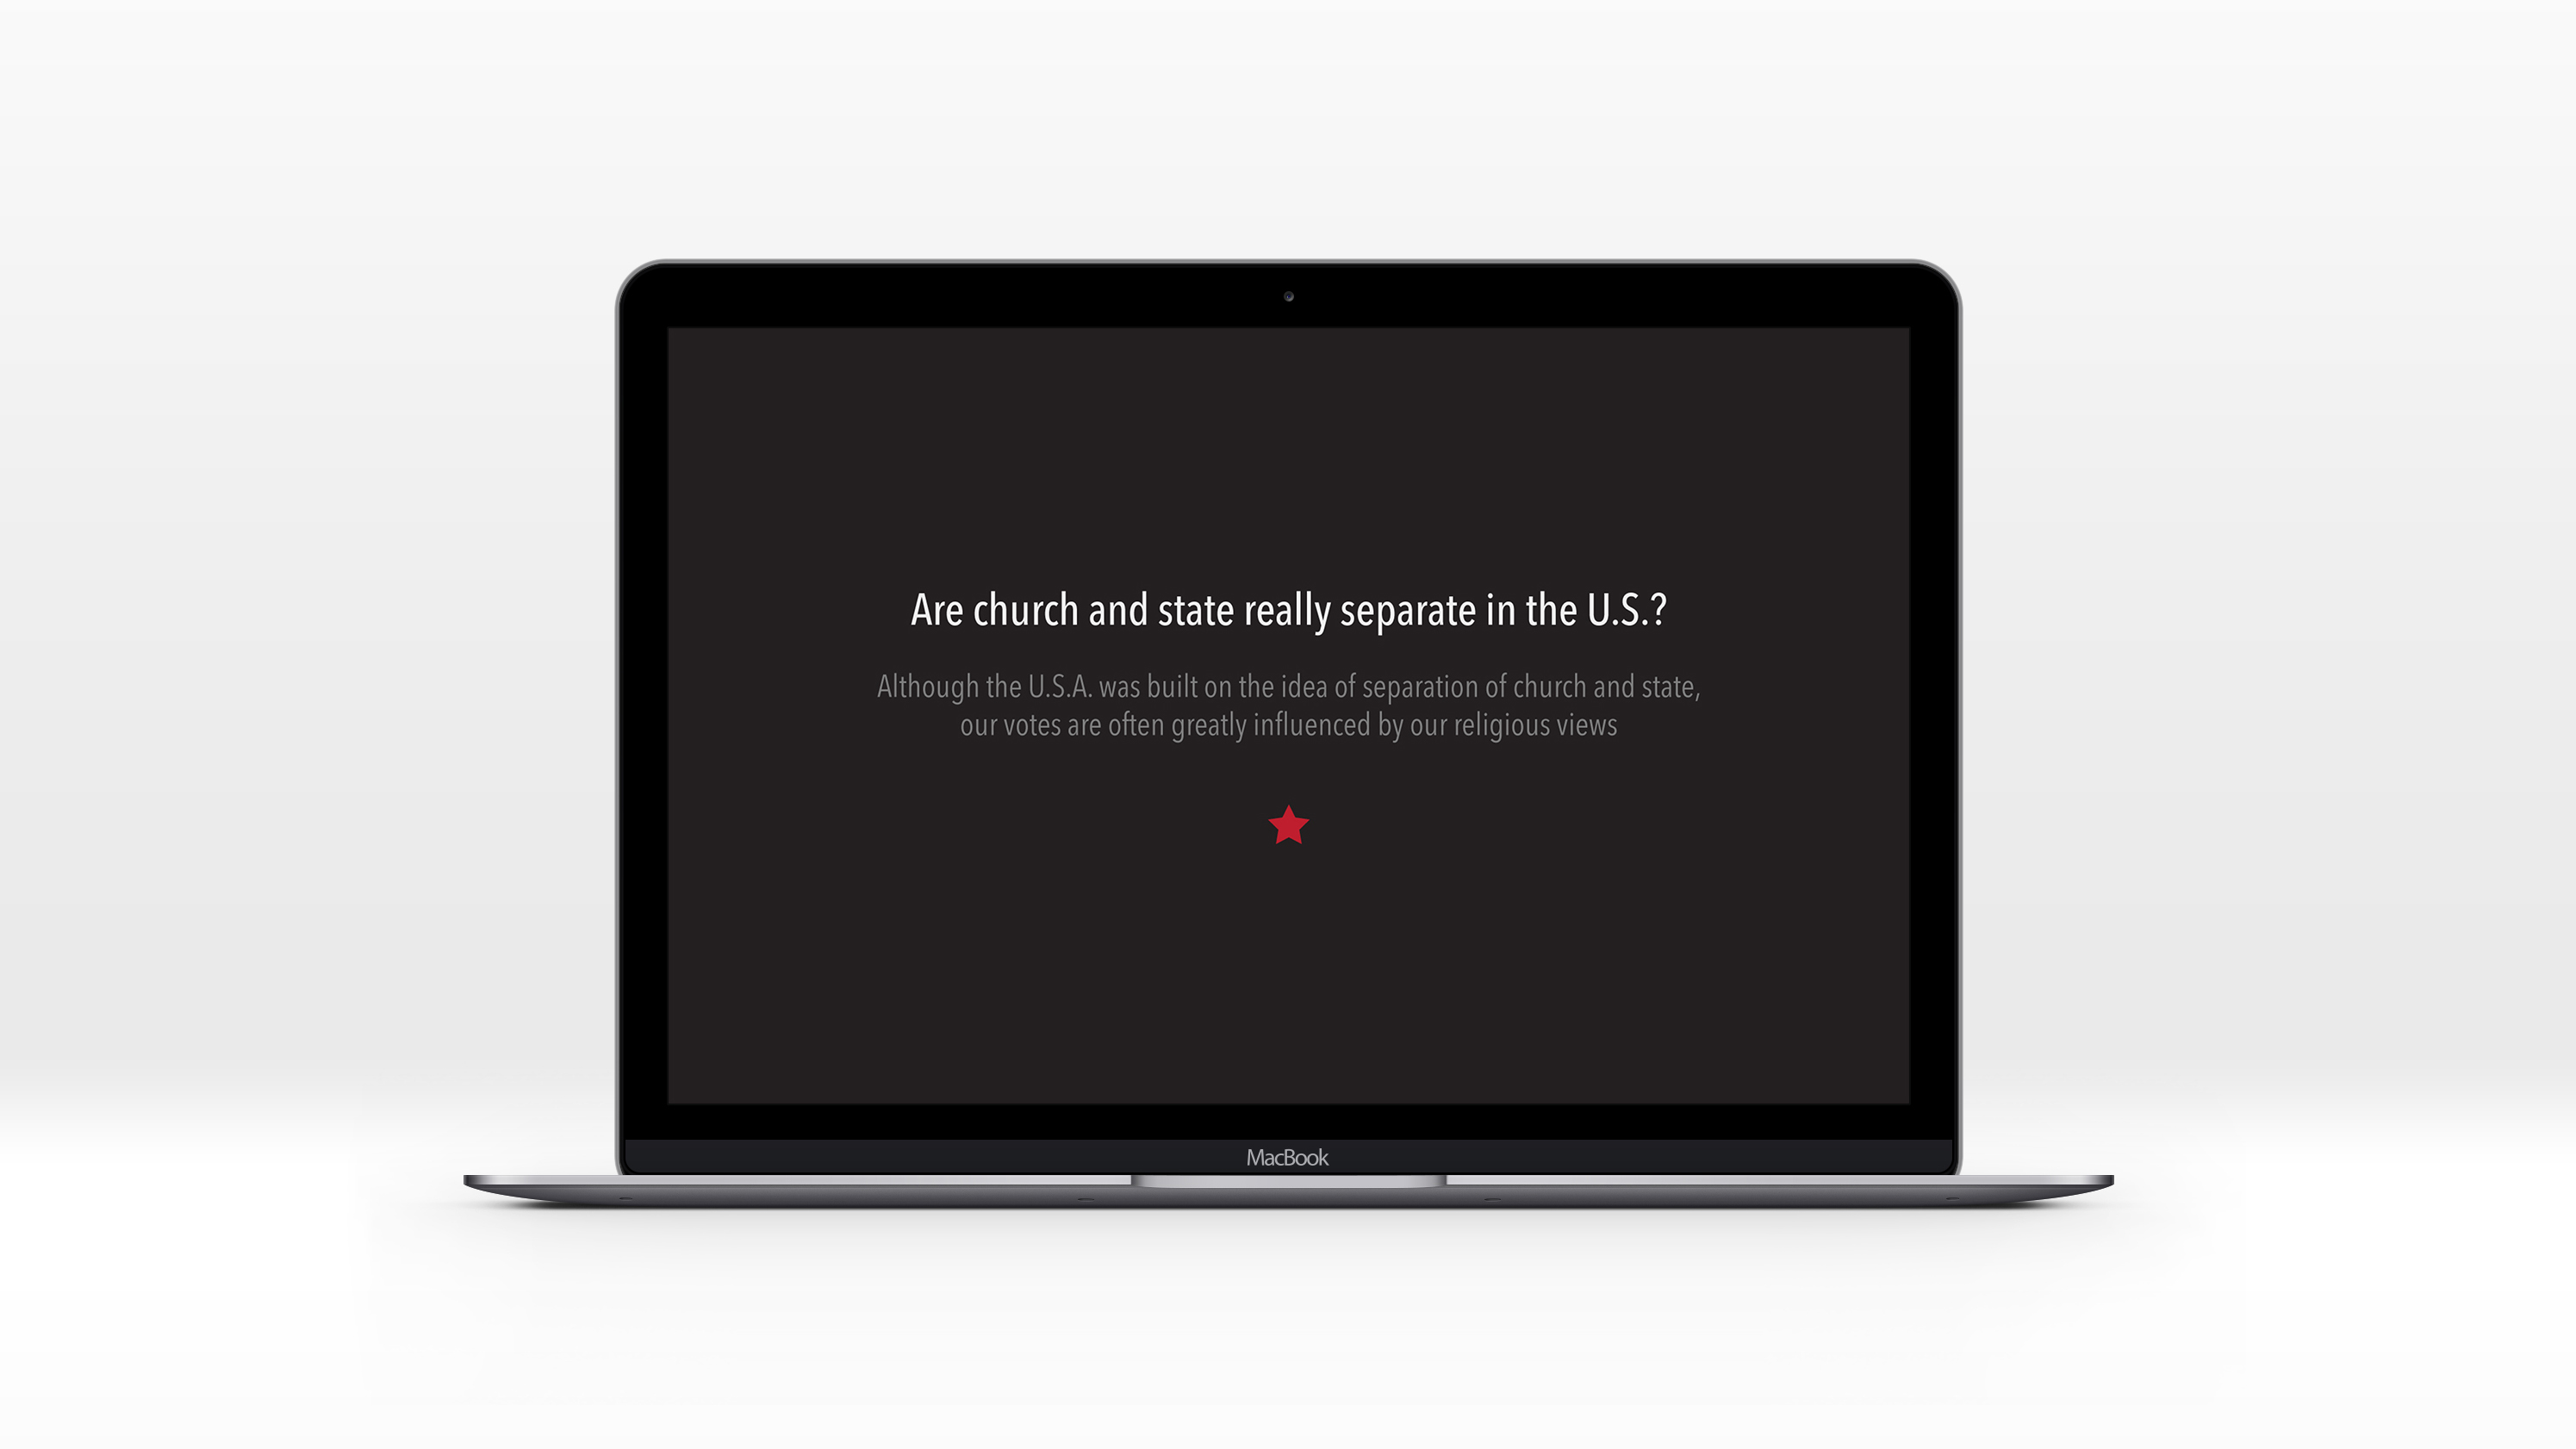 Are church and state really separate in the U.S.?
Although the U.S.A. was built on the idea of separation of church and state,
our votes are often greatly influenced by our religious views
MacBook